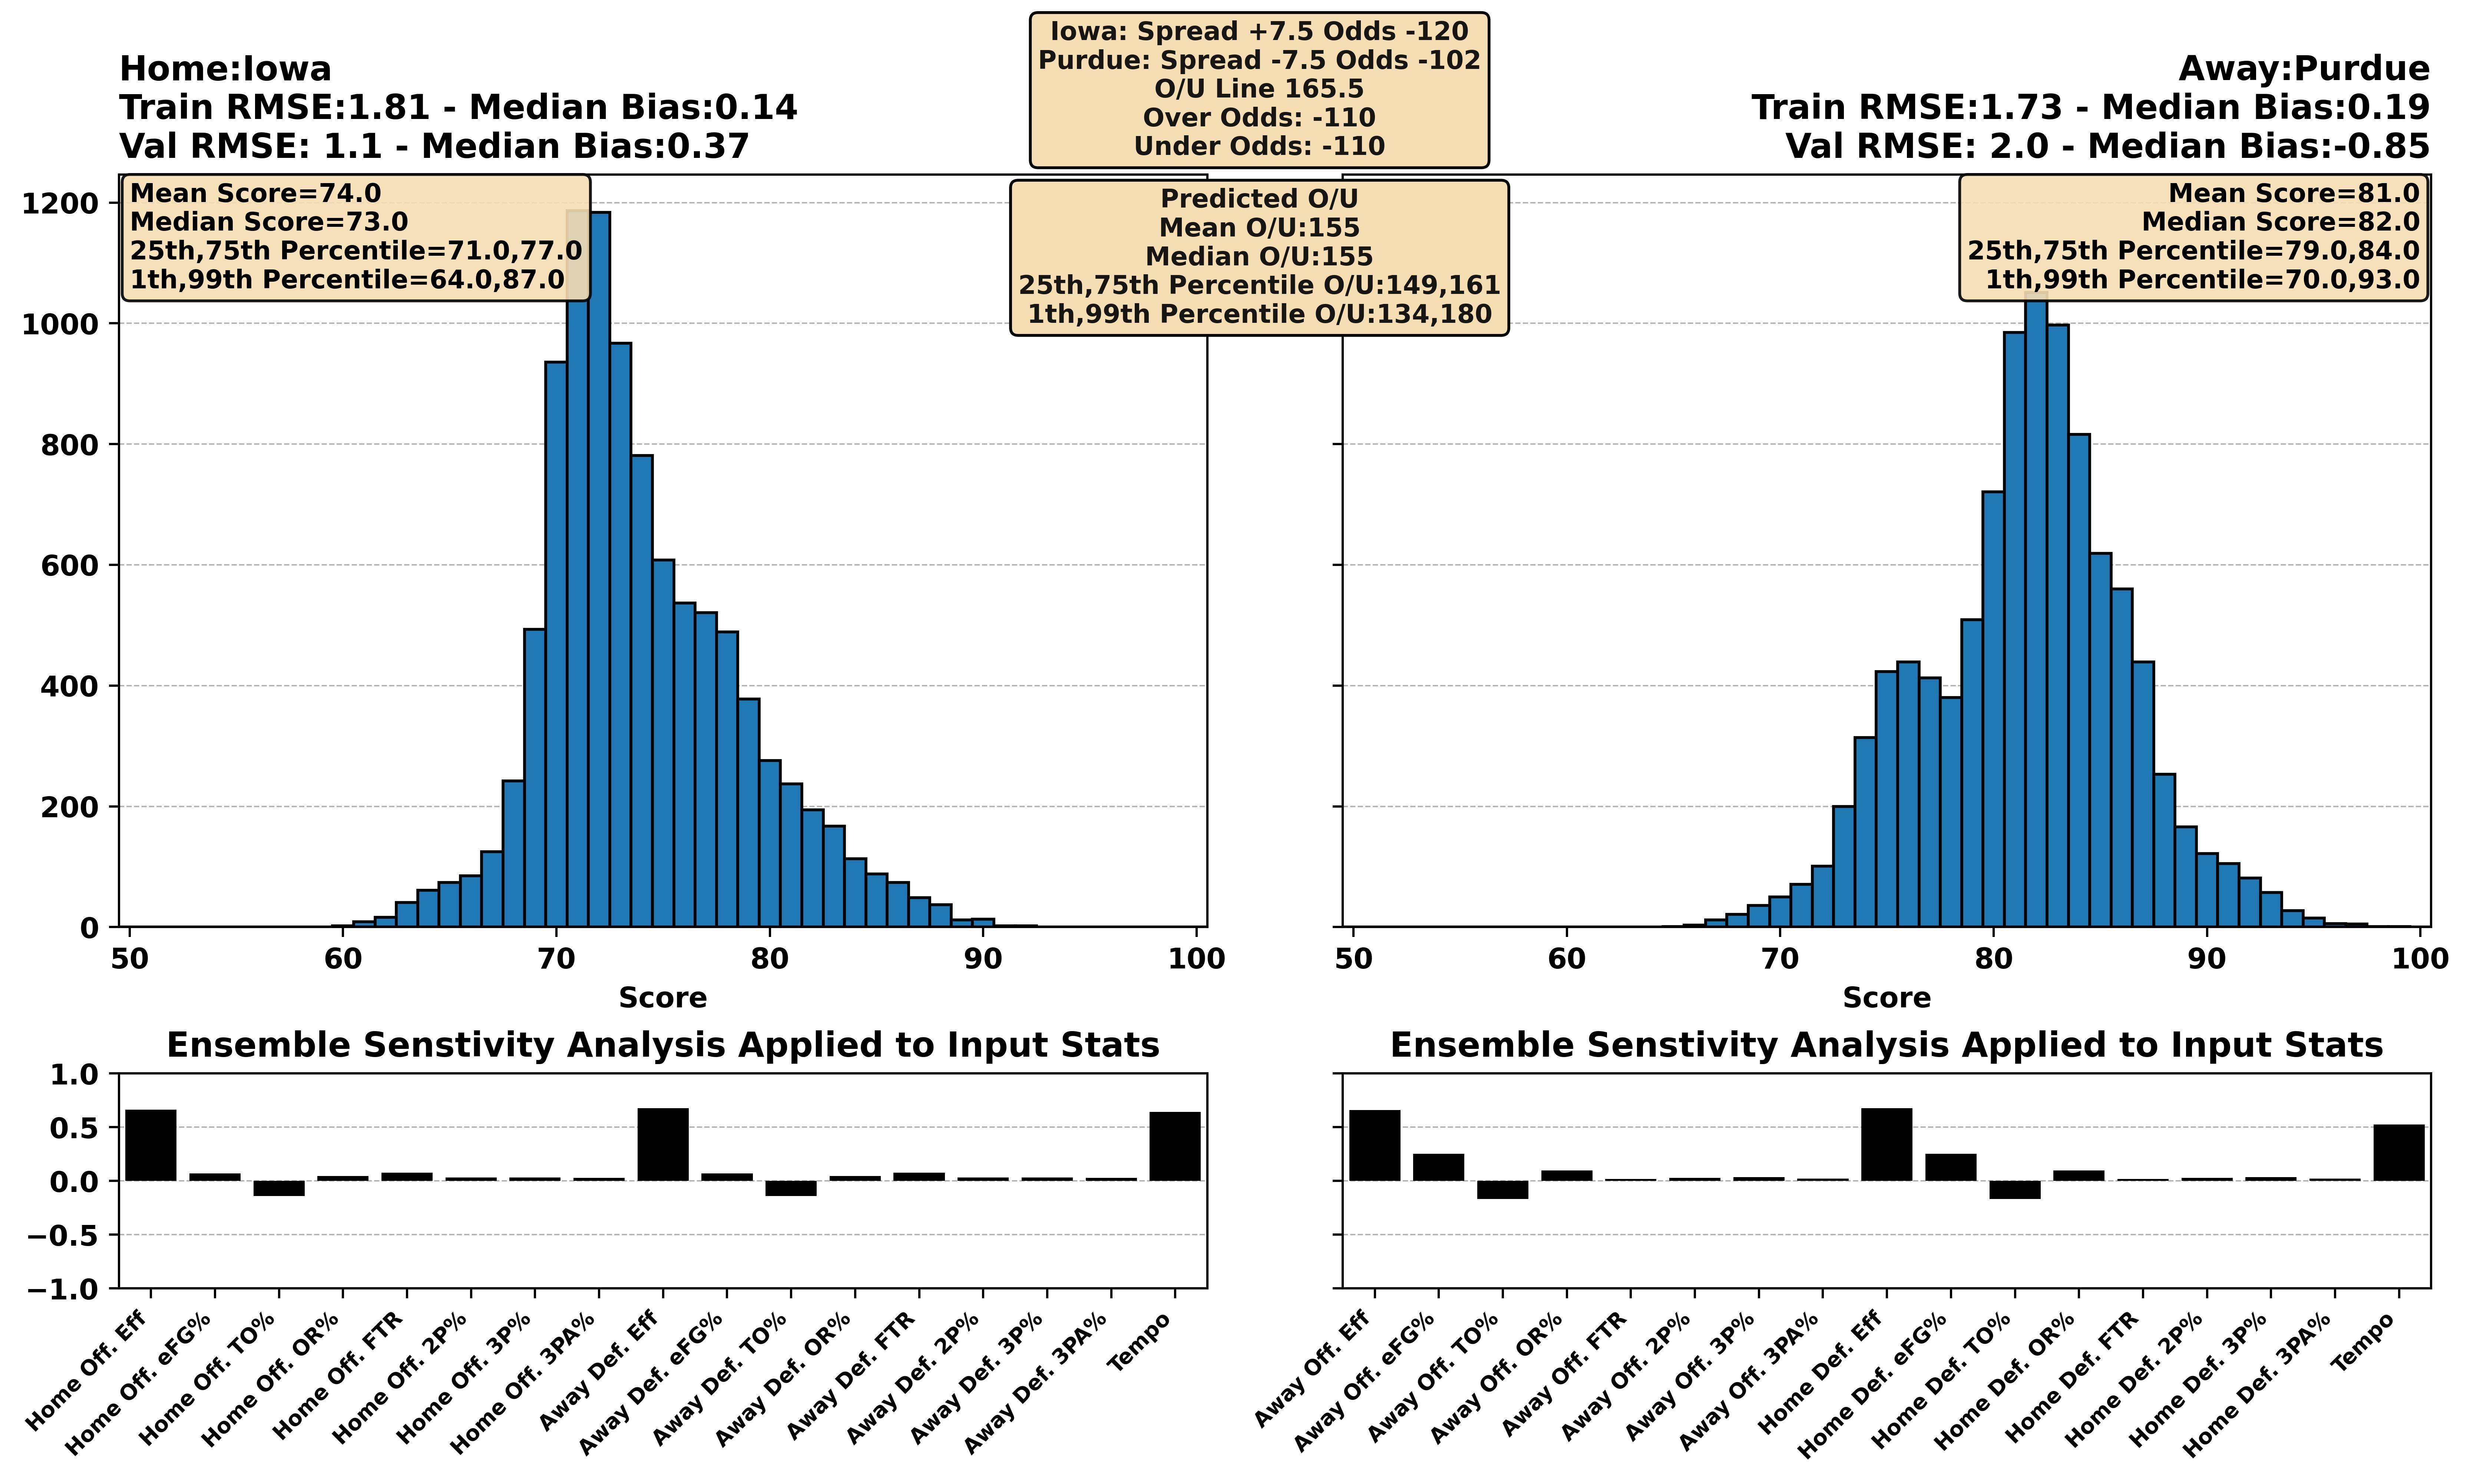 Iowa: Spread +7.5 Odds -120
Purdue: Spread -7.5 Odds -102
O/U Line 165.5
Over Odds: -110
Under Odds: -110
Home:Iowa
Train RMSE:1.81 - Median Bias:0.14
Val RMSE: 1.1 - Median Bias:0.37
Away:Purdue
Train RMSE:1.73 - Median Bias:0.19
Val RMSE: 2.0 - Median Bias:-0.85
Mean Score=74.0
Median Score=73.0
25th,75th Percentile=71.0,77.0
1th,99th Percentile=64.0,87.0
Predicted O/U
Mean O/U:155
Median O/U:155
25th,75th Percentile O/U:149,161
1th,99th Percentile O/U:134,180
Mean Score=81.0
Median Score=82.0
25th,75th Percentile=79.0,84.0
1th,99th Percentile=70.0,93.0
1200
1000
800
600
400
200
0
50 60 70 80 90 100
Score
50 60 70 80 90 100
Score
Ensemble Senstivity Analysis Applied to Input Stats
1.0
0.5
0.0
−0.5
−1.0
Home Off. Eff
Home Off. eFG%
Home Off. TO%
Home Off. OR%
Home Off. FTR
Home Off. 2P%
Home Off. 3P%
Home Off. 3PA%
Away Def. Eff
Away Def. eFG%
Away Def. TO%
Away Def. OR%
Away Def. FTR
Away Def. 2P%
Away Def. 3P%
Away Def. 3PA%
Tempo
Ensemble Senstivity Analysis Applied to Input Stats
Away Off. Eff
Away Off. eFG%
Away Off. TO%
Away Off. OR%
Away Off. FTR
Away Off. 2P%
Away Off. 3P%
Away Off. 3PA%
Home Def. Eff
Home Def. eFG%
Home Def. TO%
Home Def. OR%
Home Def. FTR
Home Def. 2P%
Home Def. 3P%
Home Def. 3PA%
Tempo